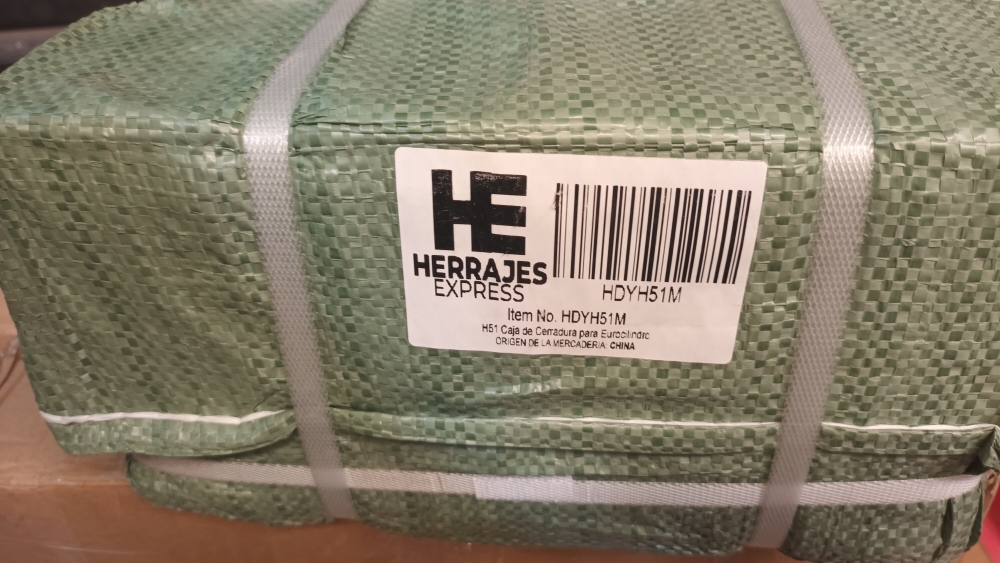 HE
HERRAJES
EXPRESS
HDYH51M
Item No. HDYH51M
H51 Caja de Cerradura para Eurocilindro
ORIGEN DE LA MERCADERIA: CHINA